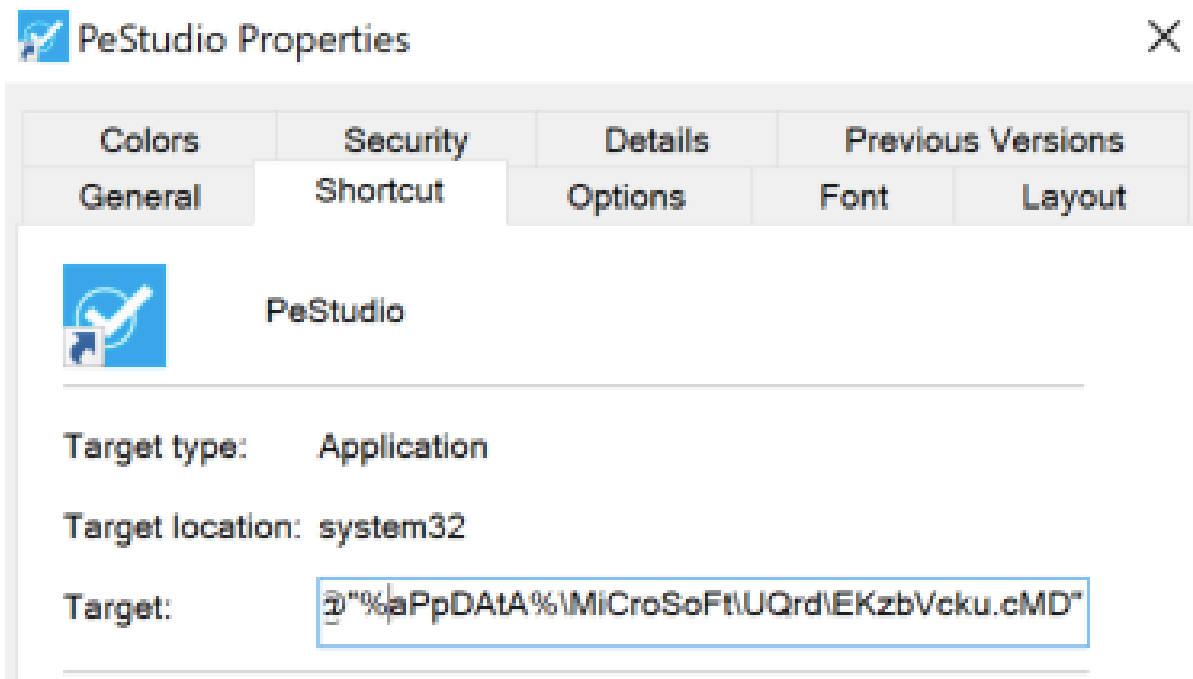 PeStudio Properties
Colors Security Details Previous Versions
General Shortcut Options Font Layout
PeStudio
Target type: Application
Target location: system32
Target: "%aPpDAtA%\MiCroSoFt\UQrd\EKzbVcku.cMD"